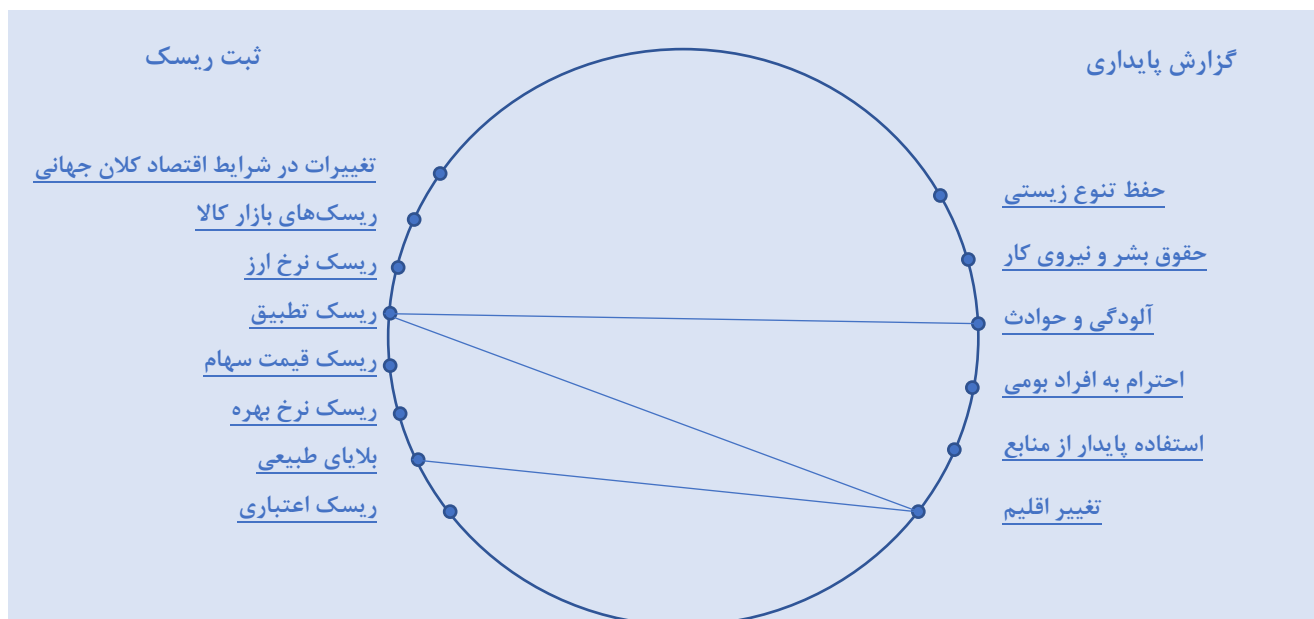 گزارش پایداری
حفظ تنوع زیستی
حقوق بشر و نیروی کار
آلودگی و حوادث
احترام به افراد بومی
استفاده پایدار از منابع
تغییر اقلیم
ثبت ریسک
تغییرات در شرایط اقتصاد کلان جهانی
ریسک‌های بازار کالا
ریسک نرخ ارز
ریسک تطبیق
ریسک قیمت سهام
ریسک نرخ بهره
بلایای طبیعی
ریسک اعتباری